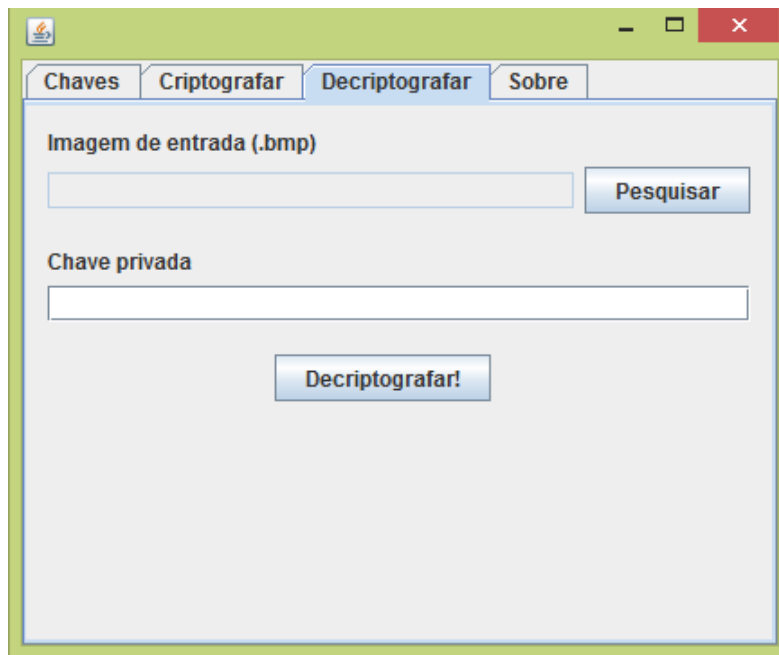 Chaves Criptografar Decriptografar Sobre
Imagem de entrada (.bmp)
Pesquisar
Chave privada
Decriptografar!